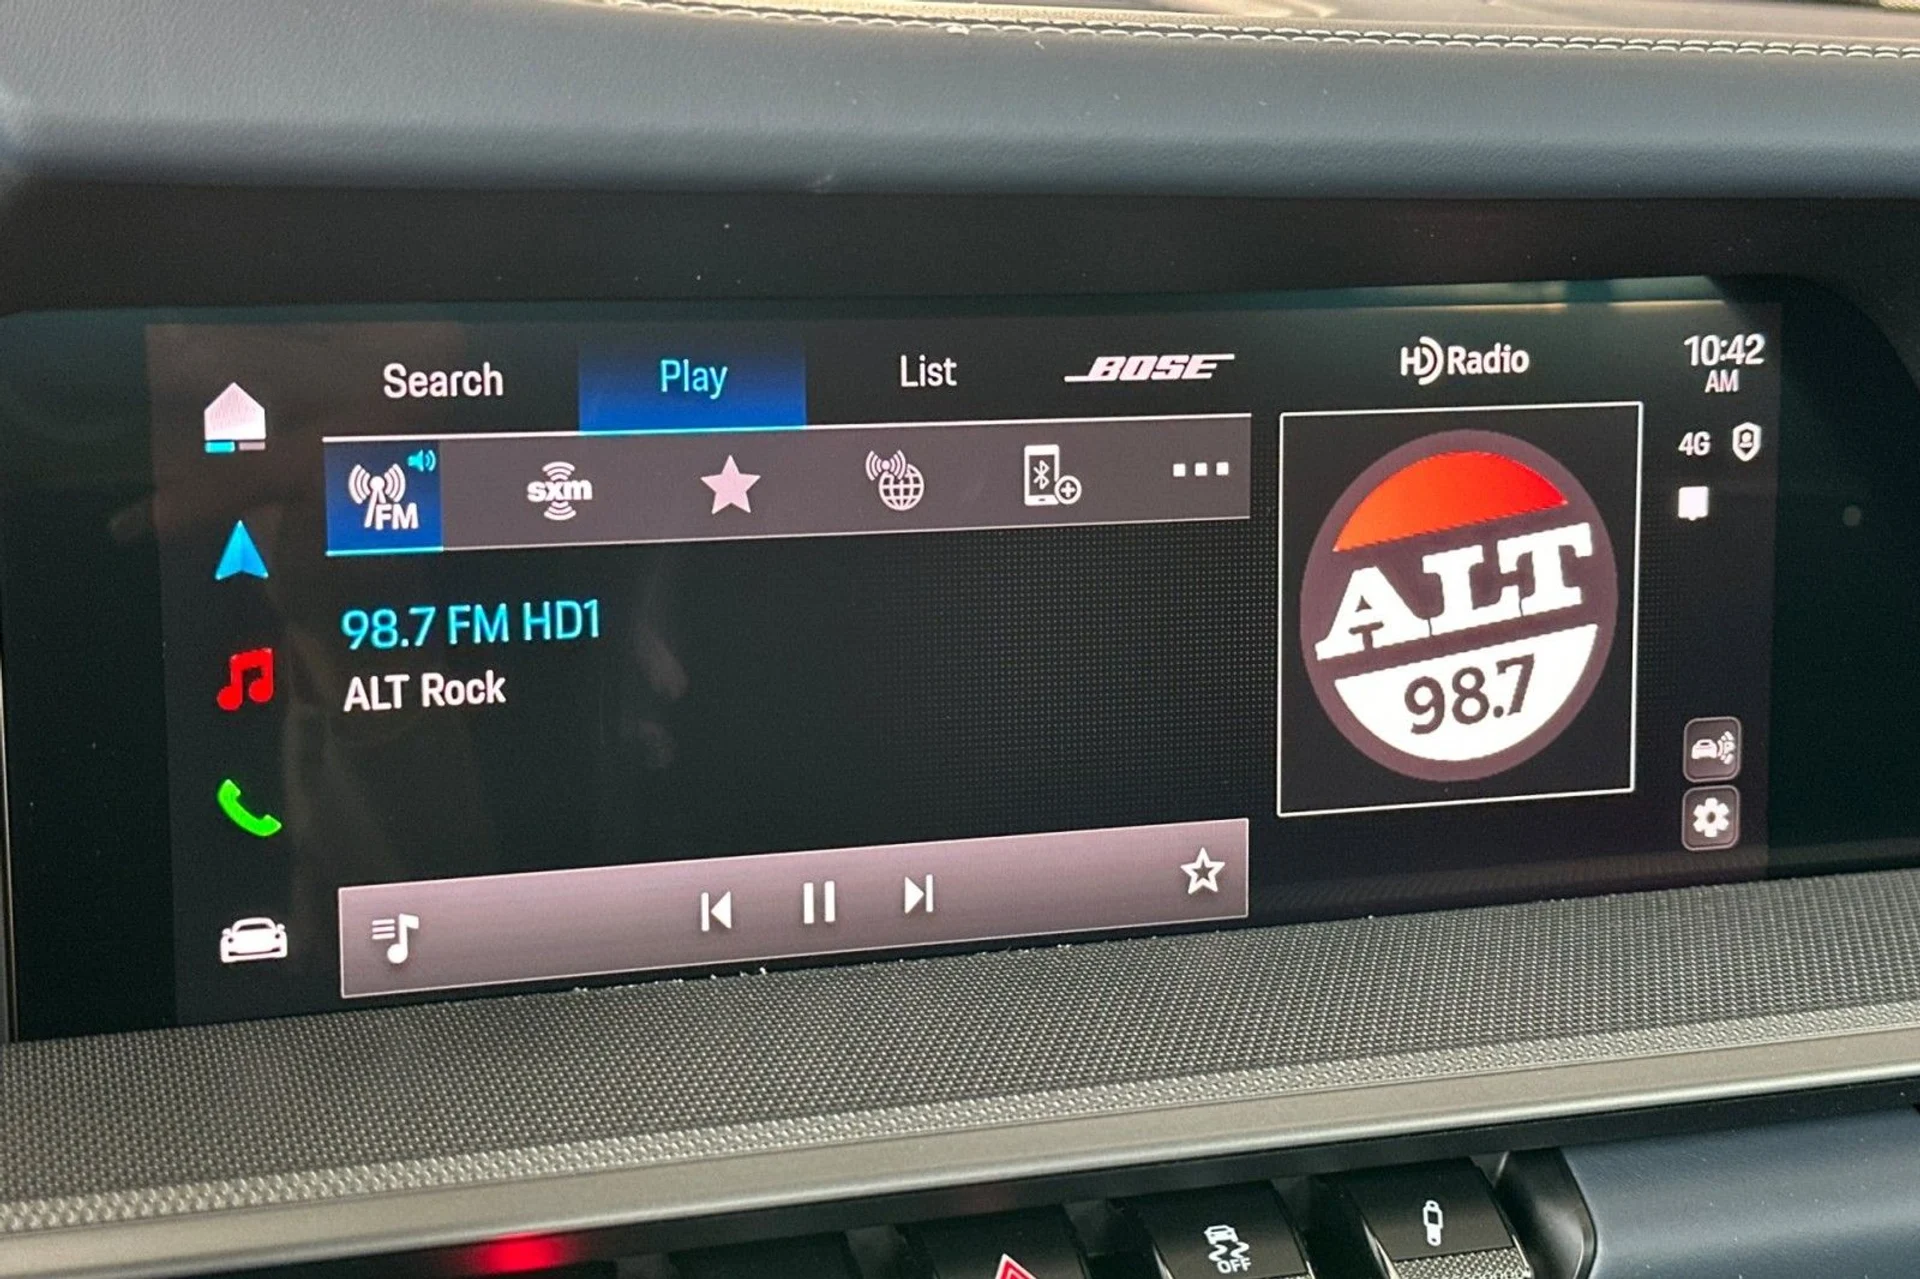 Search
Play
List
BOSE
HD Radio
10:42
AM
FM
sxm
4G
98.7 FM HD1
ALT Rock
ALT
98.7
P
OFF